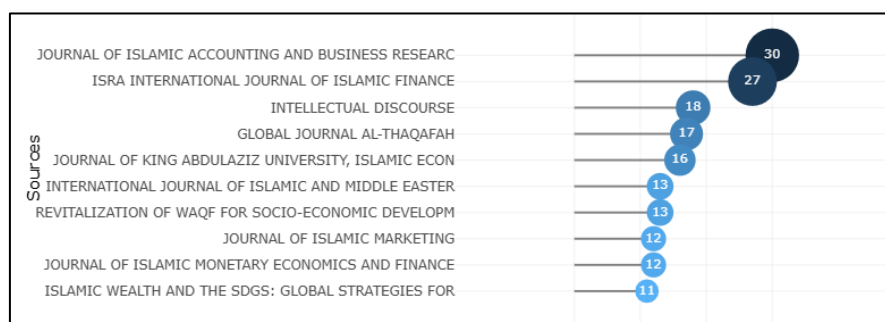 JOURNAL OF ISLAMIC ACCOUNTING AND BUSINESS RESEARC 30
ISRA INTERNATIONAL JOURNAL OF ISLAMIC FINANCE 27
INTELLECTUAL DISCOURSE 18
GLOBAL JOURNAL AL-THAQAFAH 17
JOURNAL OF KING ABDULAZIZ UNIVERSITY, ISLAMIC ECON 16
INTERNATIONAL JOURNAL OF ISLAMIC AND MIDDLE EASTER 13
REVITALIZATION OF WAQF FOR SOCIO-ECONOMIC DEVELOPM 13
JOURNAL OF ISLAMIC MARKETING 12
JOURNAL OF ISLAMIC MONETARY ECONOMICS AND FINANCE 12
ISLAMIC WEALTH AND THE SDGS: GLOBAL STRATEGIES FOR 11
Sources